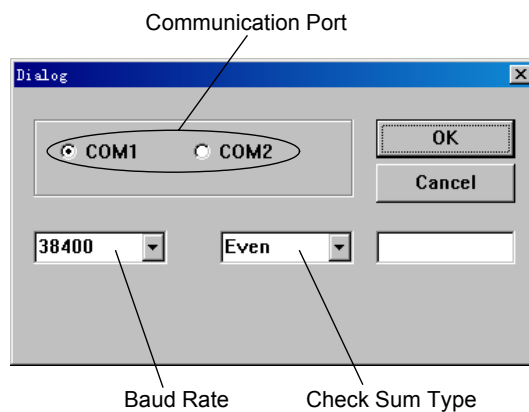 Communication Port
Dialog
COM1 COM2
OK
Cancel
38400 Even
Baud Rate Check Sum Type